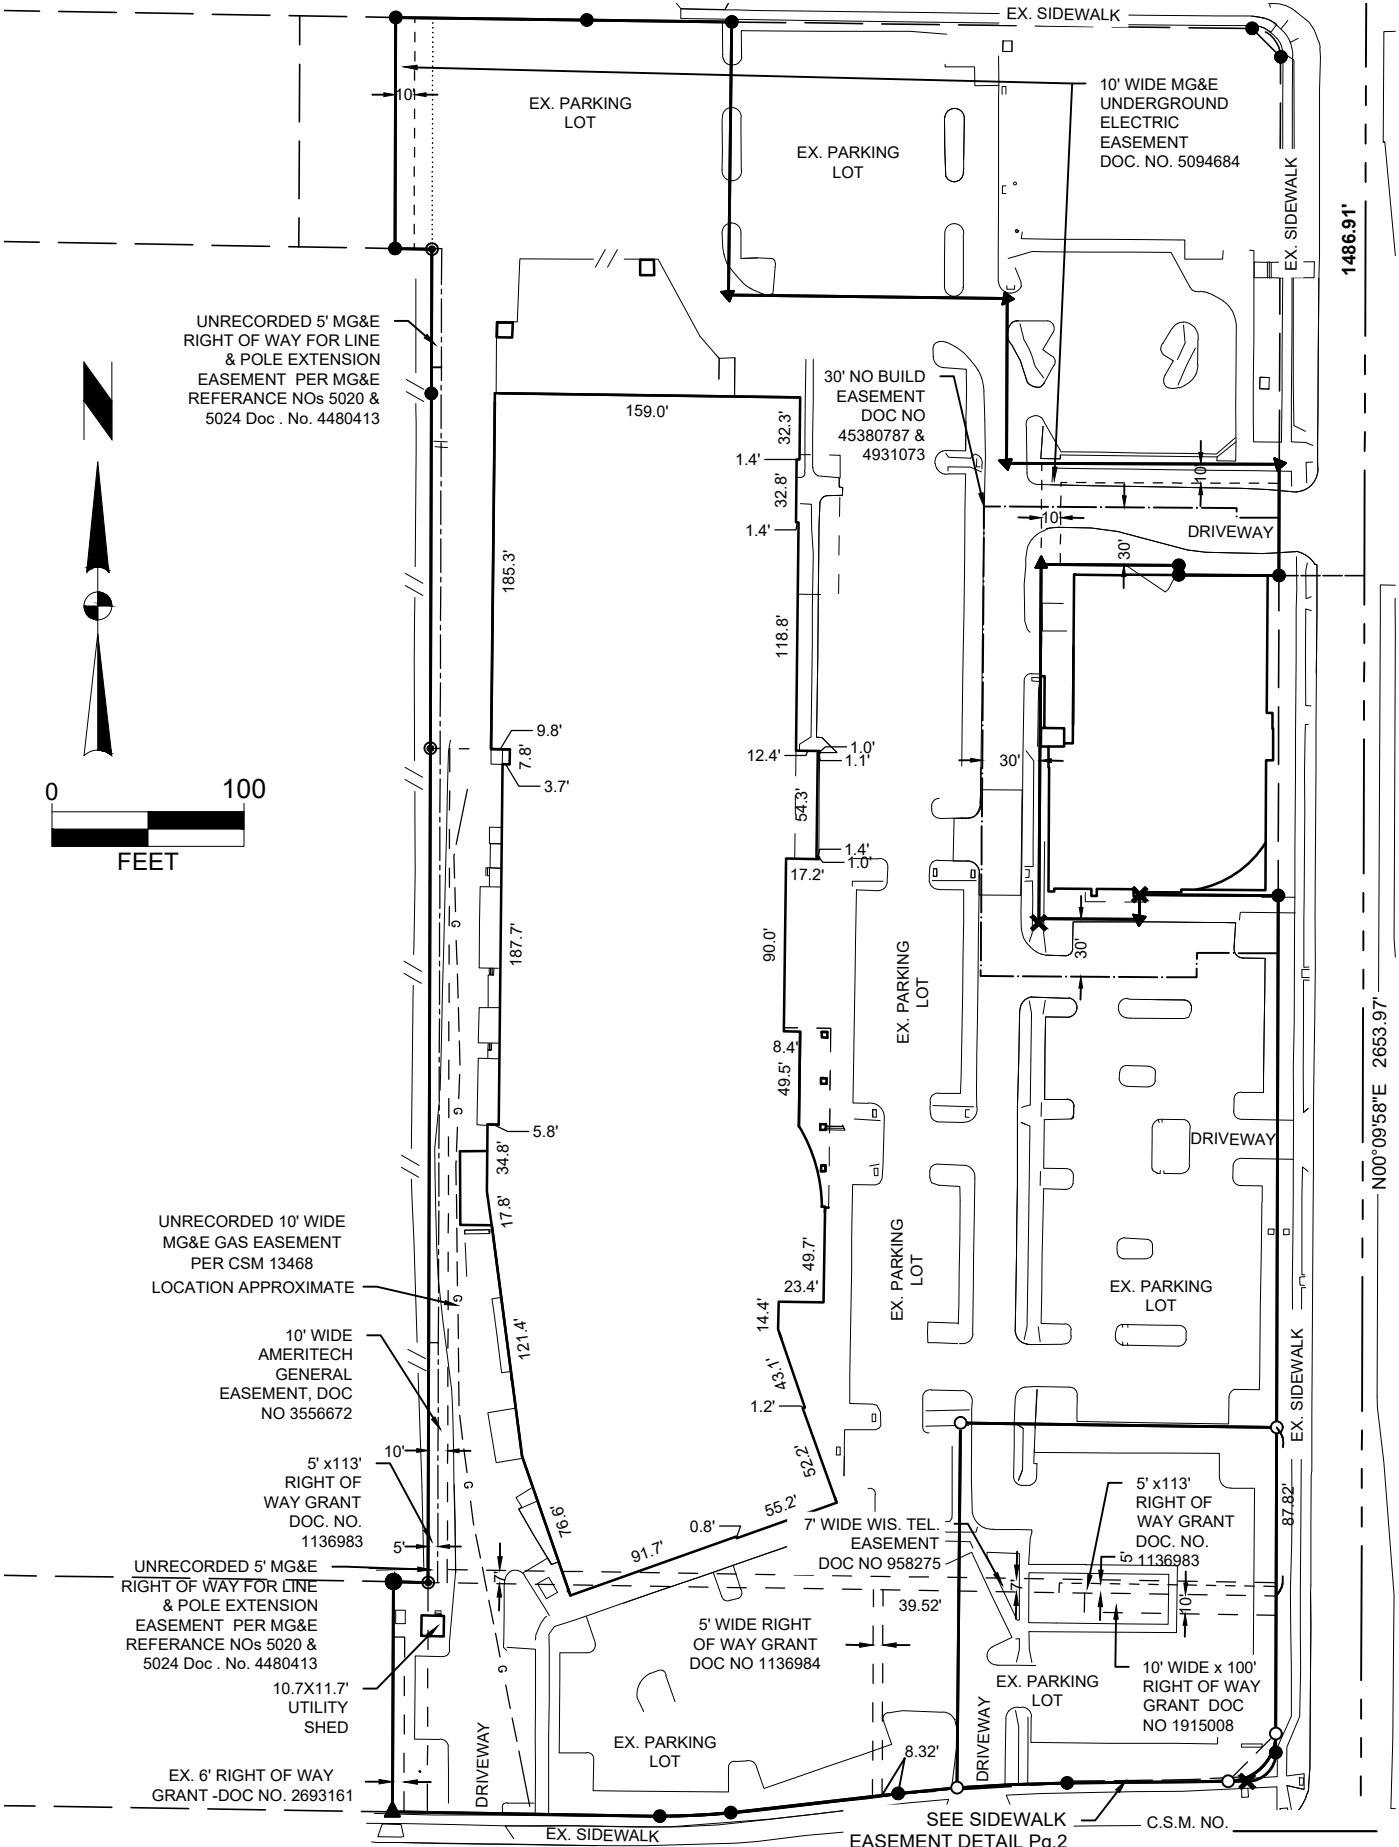 EX. SIDEWALK
10'
EX. PARKING
LOT
EX. PARKING
LOT
10' WIDE MG&E
UNDERGROUND
ELECTRIC
EASEMENT
DOC. NO. 5094684
EX. SIDEWALK
1486.91'
UNRECORDED 5' MG&E
RIGHT OF WAY FOR LINE
& POLE EXTENSION
EASEMENT PER MG&E
REFERANCE NOs 5020 &
5024 Doc . No. 4480413
N
30' NO BUILD
EASEMENT
DOC NO
45380787 &
4931073
159.0'
32.3'
1.4'
32.8'
1.4'
10'
10'
DRIVEWAY
30'
185.3'
118.8'
9.8'
7.8'
3.7'
12.4'
1.0'
1.1'
30'
54.3'
0 100
FEET
1.4'
1.0'
17.2'
G
187.7'
90.0'
30'
EX. PARKING
LOT
8.4'
49.5'
N00°09'58"E 2653.97'
G
5.8'
DRIVEWAY
34.8'
17.8'
UNRECORDED 10' WIDE
MG&E GAS EASEMENT
PER CSM 13468
LOCATION APPROXIMATE
G
49.7'
23.4'
14.4'
EX. PARKING
LOT
EX. PARKING
LOT
121.4'
10' WIDE
AMERITECH
GENERAL
EASEMENT, DOC
NO 3556672
43.1'
1.2'
EX. SIDEWALK
10'
52.2'
5' x113'
RIGHT OF
WAY GRANT
DOC. NO.
1136983
5'
G
76.6'
91.7'
0.8'
55.2'
7' WIDE WIS. TEL.
EASEMENT
DOC NO 958275
5' x113'
RIGHT OF
WAY GRANT
DOC. NO.
1136983
87.82'
5'
UNRECORDED 5' MG&E
RIGHT OF WAY FOR LINE
& POLE EXTENSION
EASEMENT PER MG&E
REFERANCE NOs 5020 &
5024 Doc . No. 4480413
7'
7'
39.52'
10'
5' WIDE RIGHT
OF WAY GRANT
DOC NO 1136984
G
10.7X11.7'
UTILITY
SHED
EX. PARKING
LOT
10' WIDE x 100'
RIGHT OF WAY
GRANT DOC
NO 1915008
EX. PARKING
LOT
DRIVEWAY
8.32'
DRIVEWAY
EX. 6' RIGHT OF WAY
GRANT -DOC NO. 2693161
EX. SIDEWALK
SEE SIDEWALK
EASEMENT DETAIL Pg.2
C.S.M. NO.